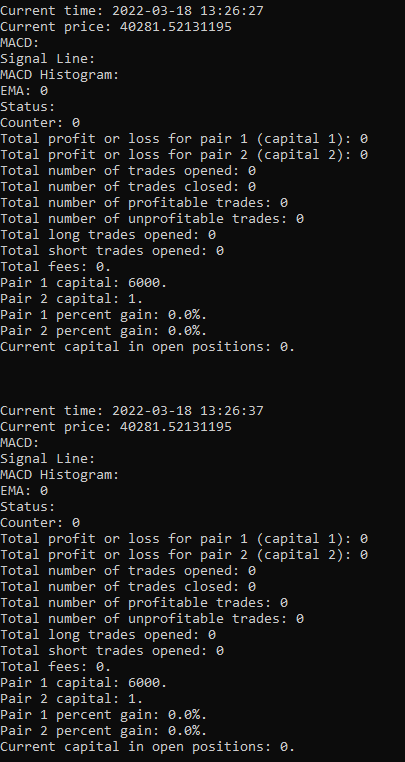 Current time: 2022-03-18 13:26:27
Current price: 40281.52131195
MACD:
Signal Line:
MACD Histogram:
EMA: 0
Status:
Counter: 0
Total profit or loss for pair 1 (capital 1): 0
Total profit or loss for pair 2 (capital 2): 0
Total number of trades opened: 0
Total number of trades closed: 0
Total number of profitable trades: 0
Total number of unprofitable trades: 0
Total long trades opened: 0
Total short trades opened: 0
Total fees: 0.
Pair 1 capital: 6000.
Pair 2 capital: 1.
Pair 1 percent gain: 0.0%.
Pair 2 percent gain: 0.0%.
Current capital in open positions: 0.
Current time: 2022-03-18 13:26:37
Current price: 40281.52131195
MACD:
Signal Line:
MACD Histogram:
EMA: 0
Status:
Counter: 0
Total profit or loss for pair 1 (capital 1): 0
Total profit or loss for pair 2 (capital 2): 0
Total number of trades opened: 0
Total number of trades closed: 0
Total number of profitable trades: 0
Total number of unprofitable trades: 0
Total long trades opened: 0
Total short trades opened: 0
Total fees: 0.
Pair 1 capital: 6000.
Pair 2 capital: 1.
Pair 1 percent gain: 0.0%.
Pair 2 percent gain: 0.0%.
Current capital in open positions: 0.